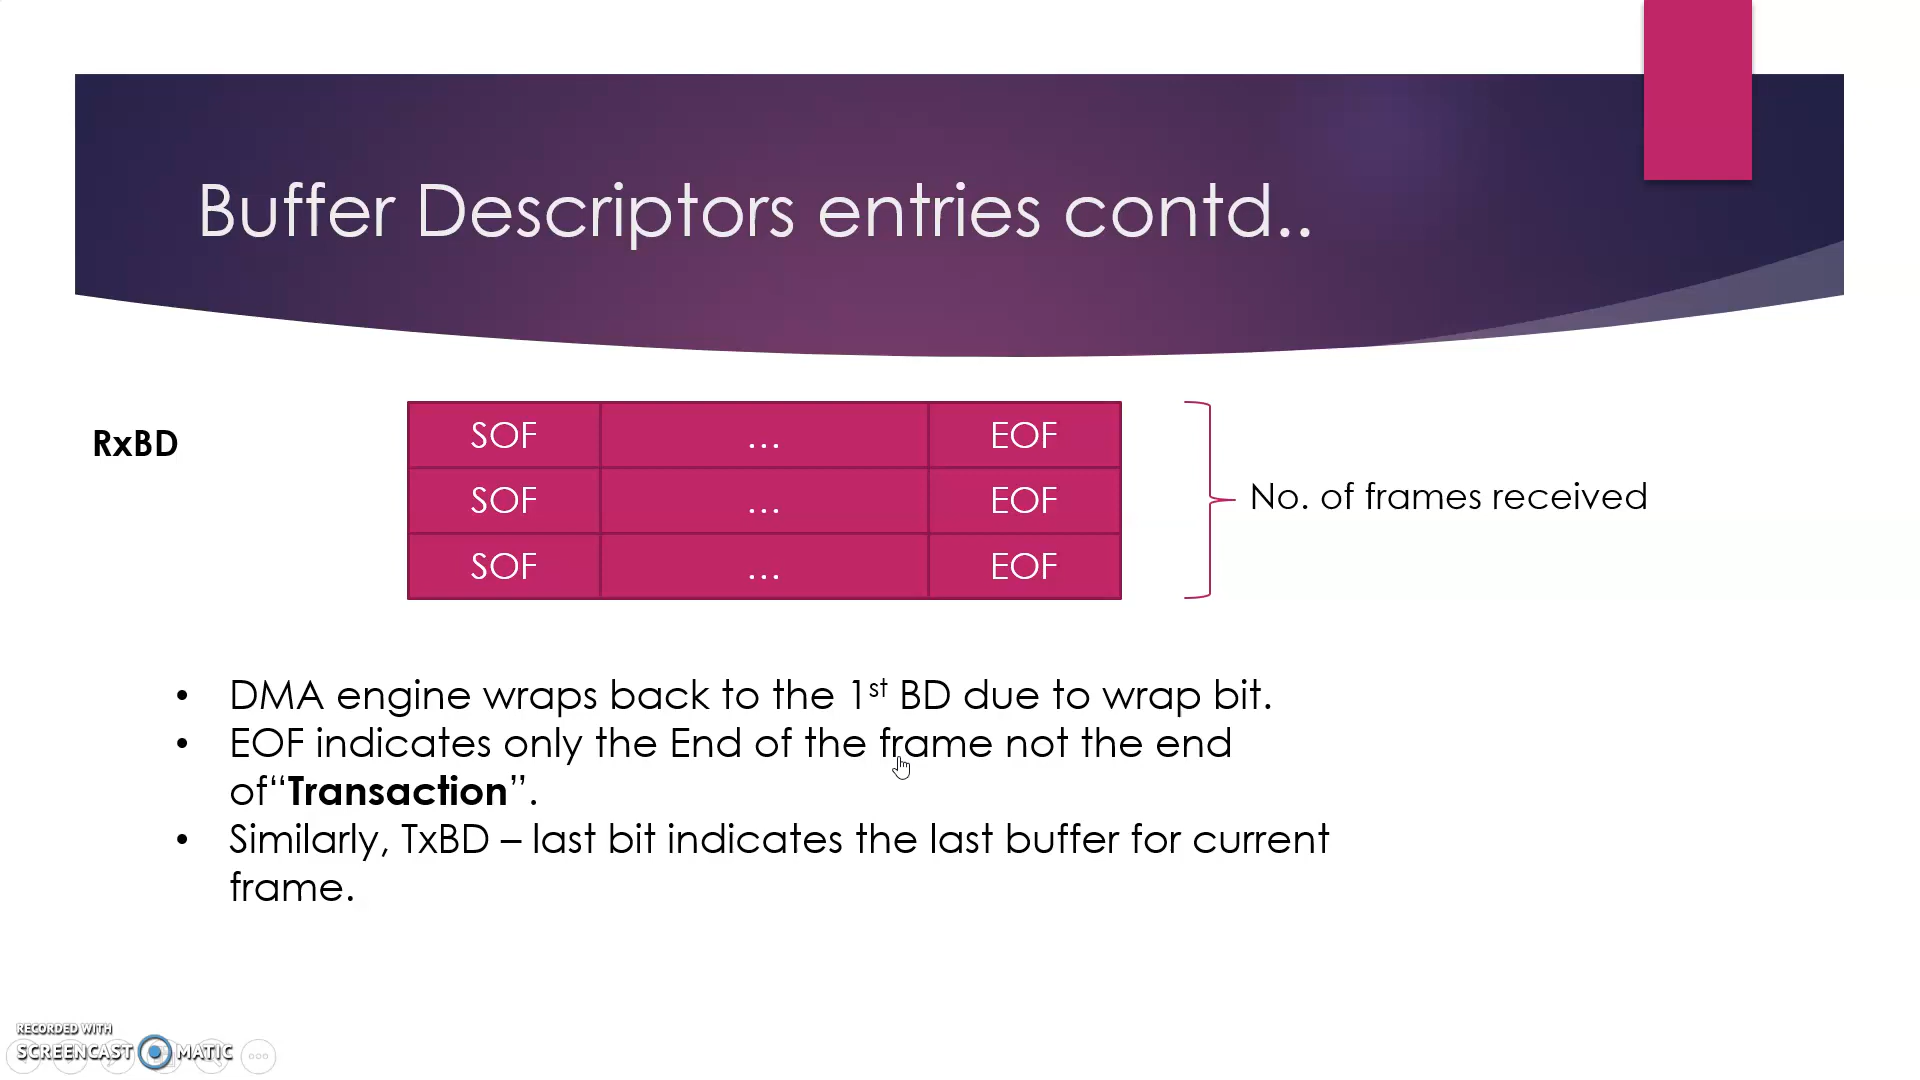 Buffer Descriptors entries contd..
RxBD
SOF … EOF
SOF … EOF
SOF … EOF
No. of frames received
• DMA engine wraps back to the 1st BD due to wrap bit.
• EOF indicates only the End of the frame not the end
of“Transaction”.
• Similarly, TxBD – last bit indicates the last buffer for current
frame.
RECORDED WITH
SCREENCAST MATIC